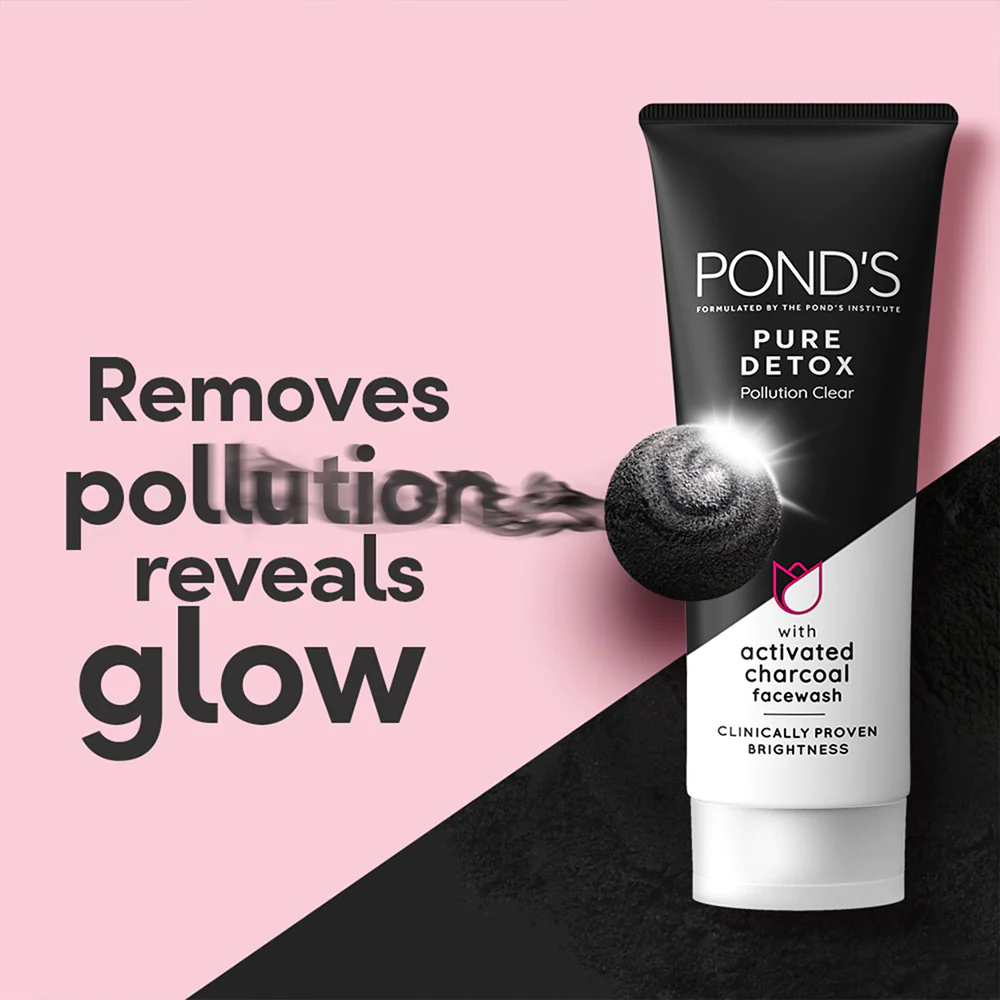 Removes
pollution
reveals
glow
POND'S
FORMULATED BY THE POND'S INSTITUTE
PURE
DETOX
Pollution Clear
with
activated
charcoal
facewash
CLINICALLY PROVEN
BRIGHTNESS